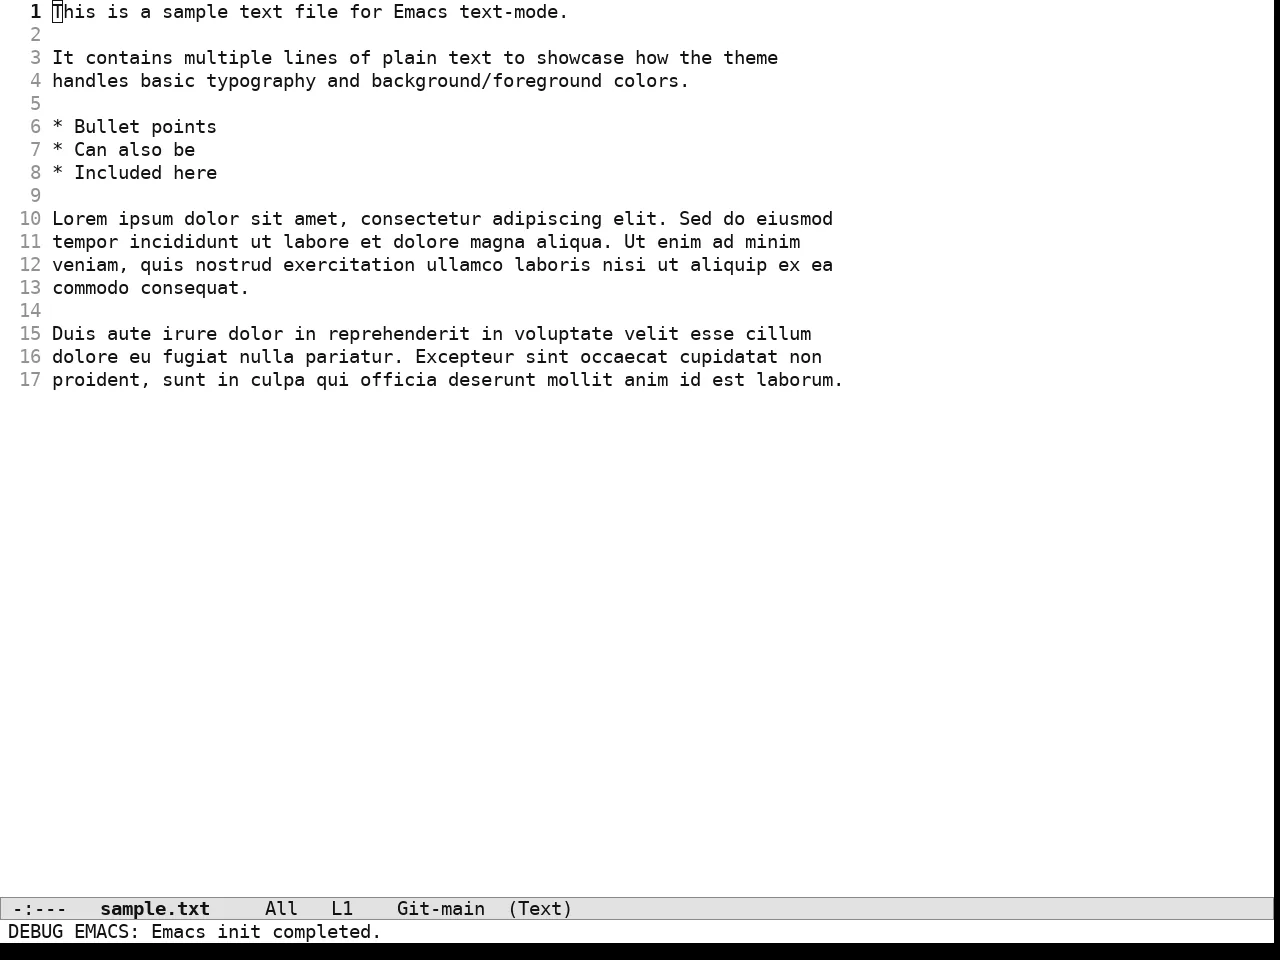 1 This is a sample text file for Emacs text-mode.
2
3 It contains multiple lines of plain text to showcase how the theme
4 handles basic typography and background/foreground colors.
5
6 * Bullet points
7 * Can also be
8 * Included here
9
10 Lorem ipsum dolor sit amet, consectetur adipiscing elit. Sed do eiusmod
11 tempor incididunt ut labore et dolore magna aliqua. Ut enim ad minim
12 veniam, quis nostrud exercitation ullamco laboris nisi ut aliquip ex ea
13 commodo consequat.
14
15 Duis aute irure dolor in reprehenderit in voluptate velit esse cillum
16 dolore eu fugiat nulla pariatur. Excepteur sint occaecat cupidatat non
17 proident, sunt in culpa qui officia deserunt mollit anim id est laborum.
-:--- sample.txt All L1 Git-main (Text)
DEBUG EMACS: Emacs init completed.